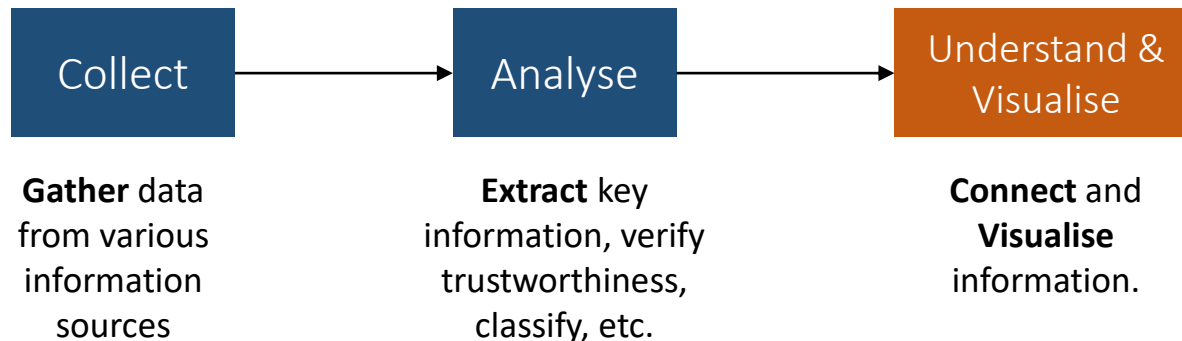 Collect
Analyse
Understand &
Visualise
Gather data
from various
information
sources
Extract key
information, verify
trustworthiness,
classify, etc.
Connect and
Visualise
information.